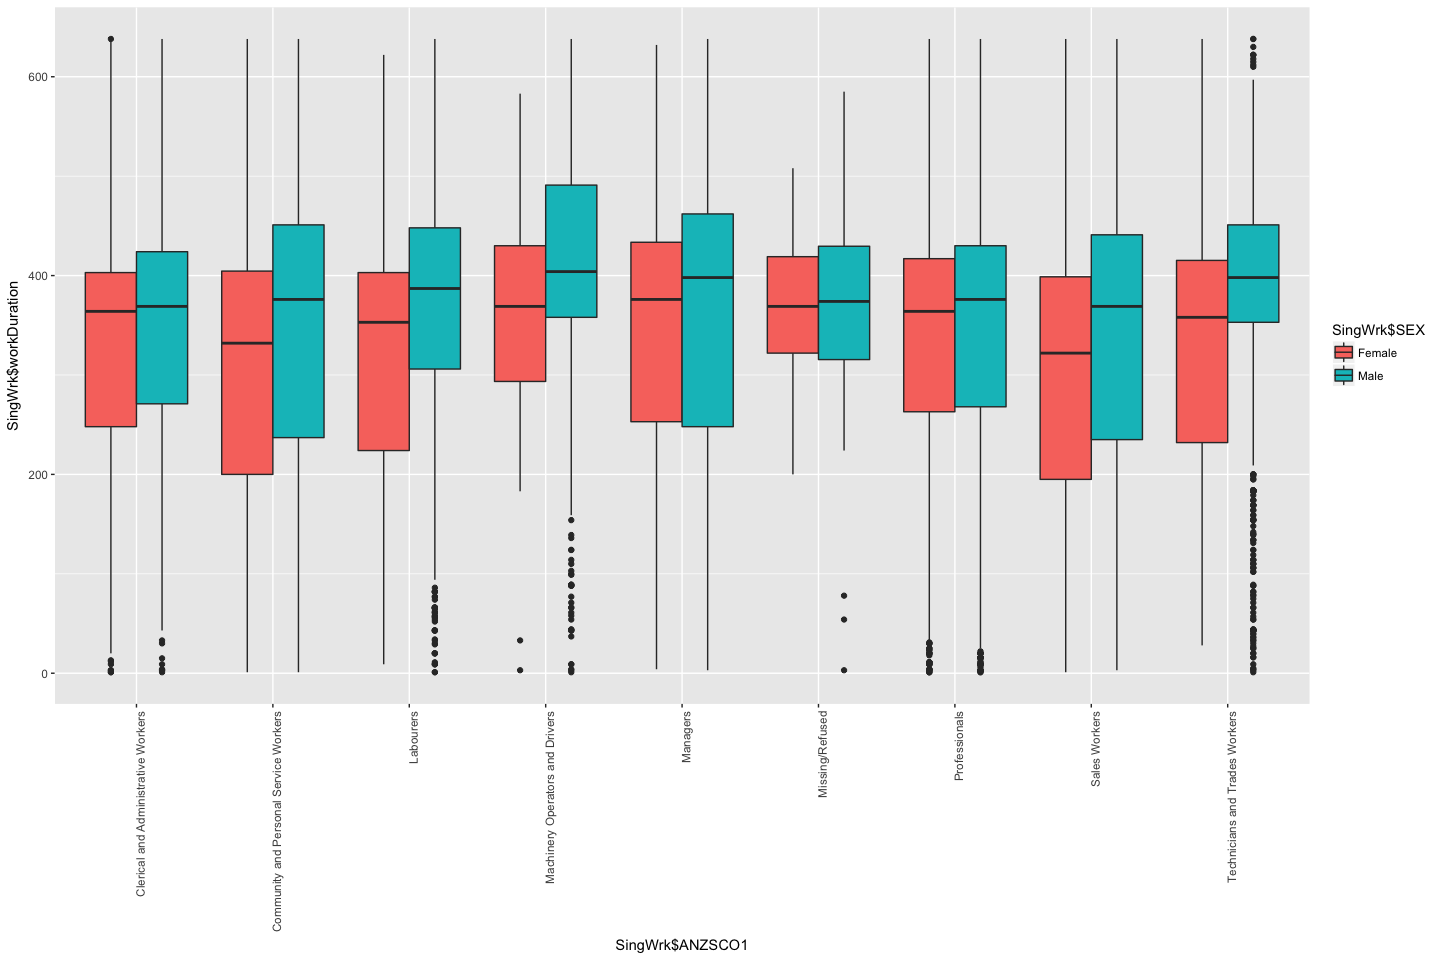 600
400
200
0
SingWrk$workDuration
Clerical and Administrative Workers
Community and Personal Service Workers
Labourers
Machinery Operators and Drivers
Managers
Missing/Refused
Professionals
Sales Workers
Technicians and Trades Workers
SingWrk$ANZSCO1
SingWrk$SEX
Female
Male